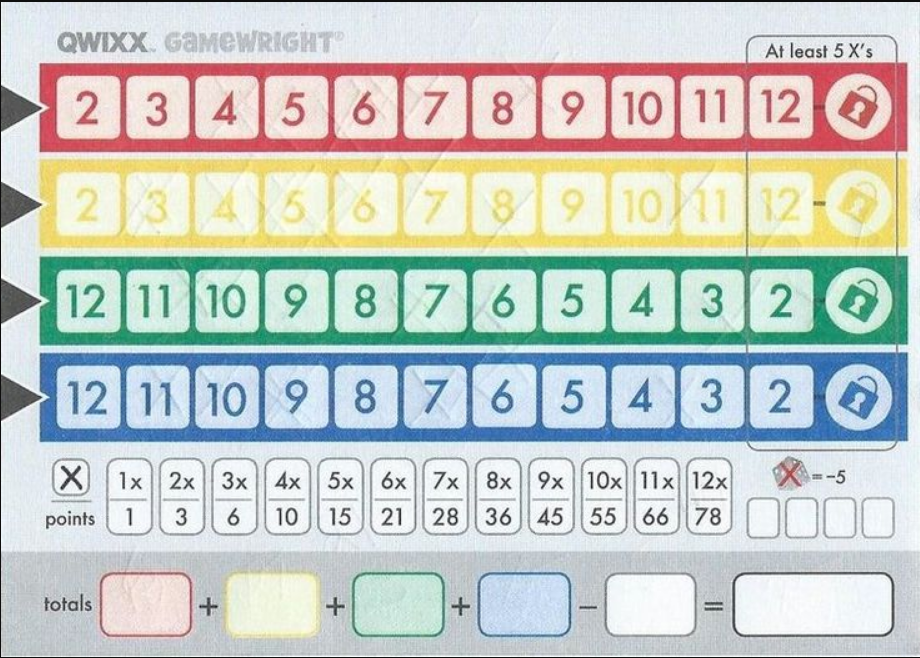 QWIXX™ GAMEWRIGHT®
At least 5 X's
2 3 4 5 6 7 8 9 10 11 12 -
2 3 4 5 6 7 8 9 10 11 12 -
12 11 10 9 8 7 6 5 4 3 2 -
12 11 10 9 8 7 6 5 4 3 2 -
X 1x 2x 3x 4x 5x 6x 7x 8x 9x 10x 11x 12x X = -5
points 1 3 6 10 15 21 28 36 45 55 66 78
totals + + + − =